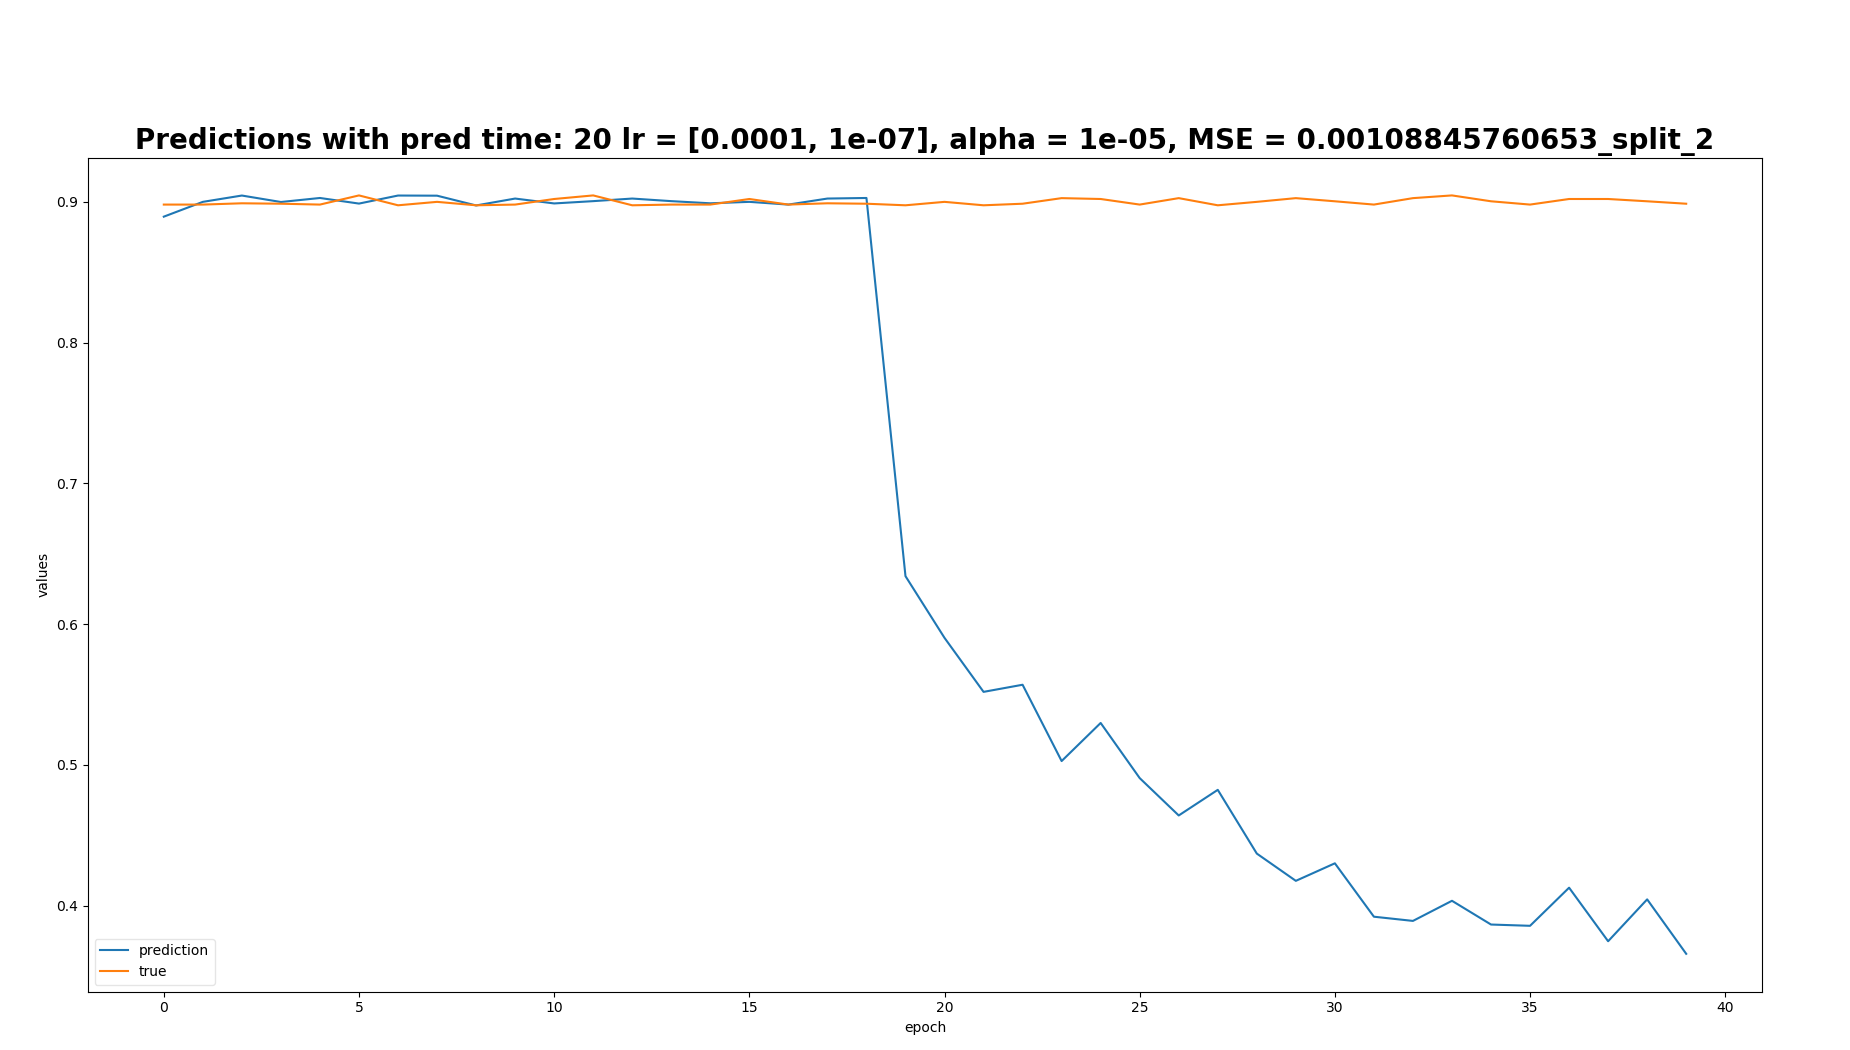 Predictions with pred time: 20 lr = [0.0001, 1e-07], alpha = 1e-05, MSE = 0.00108845760653_split_2
values
0.9
0.8
0.7
0.6
0.5
0.4
prediction
true
0 5 10 15 20 25 30 35 40
epoch